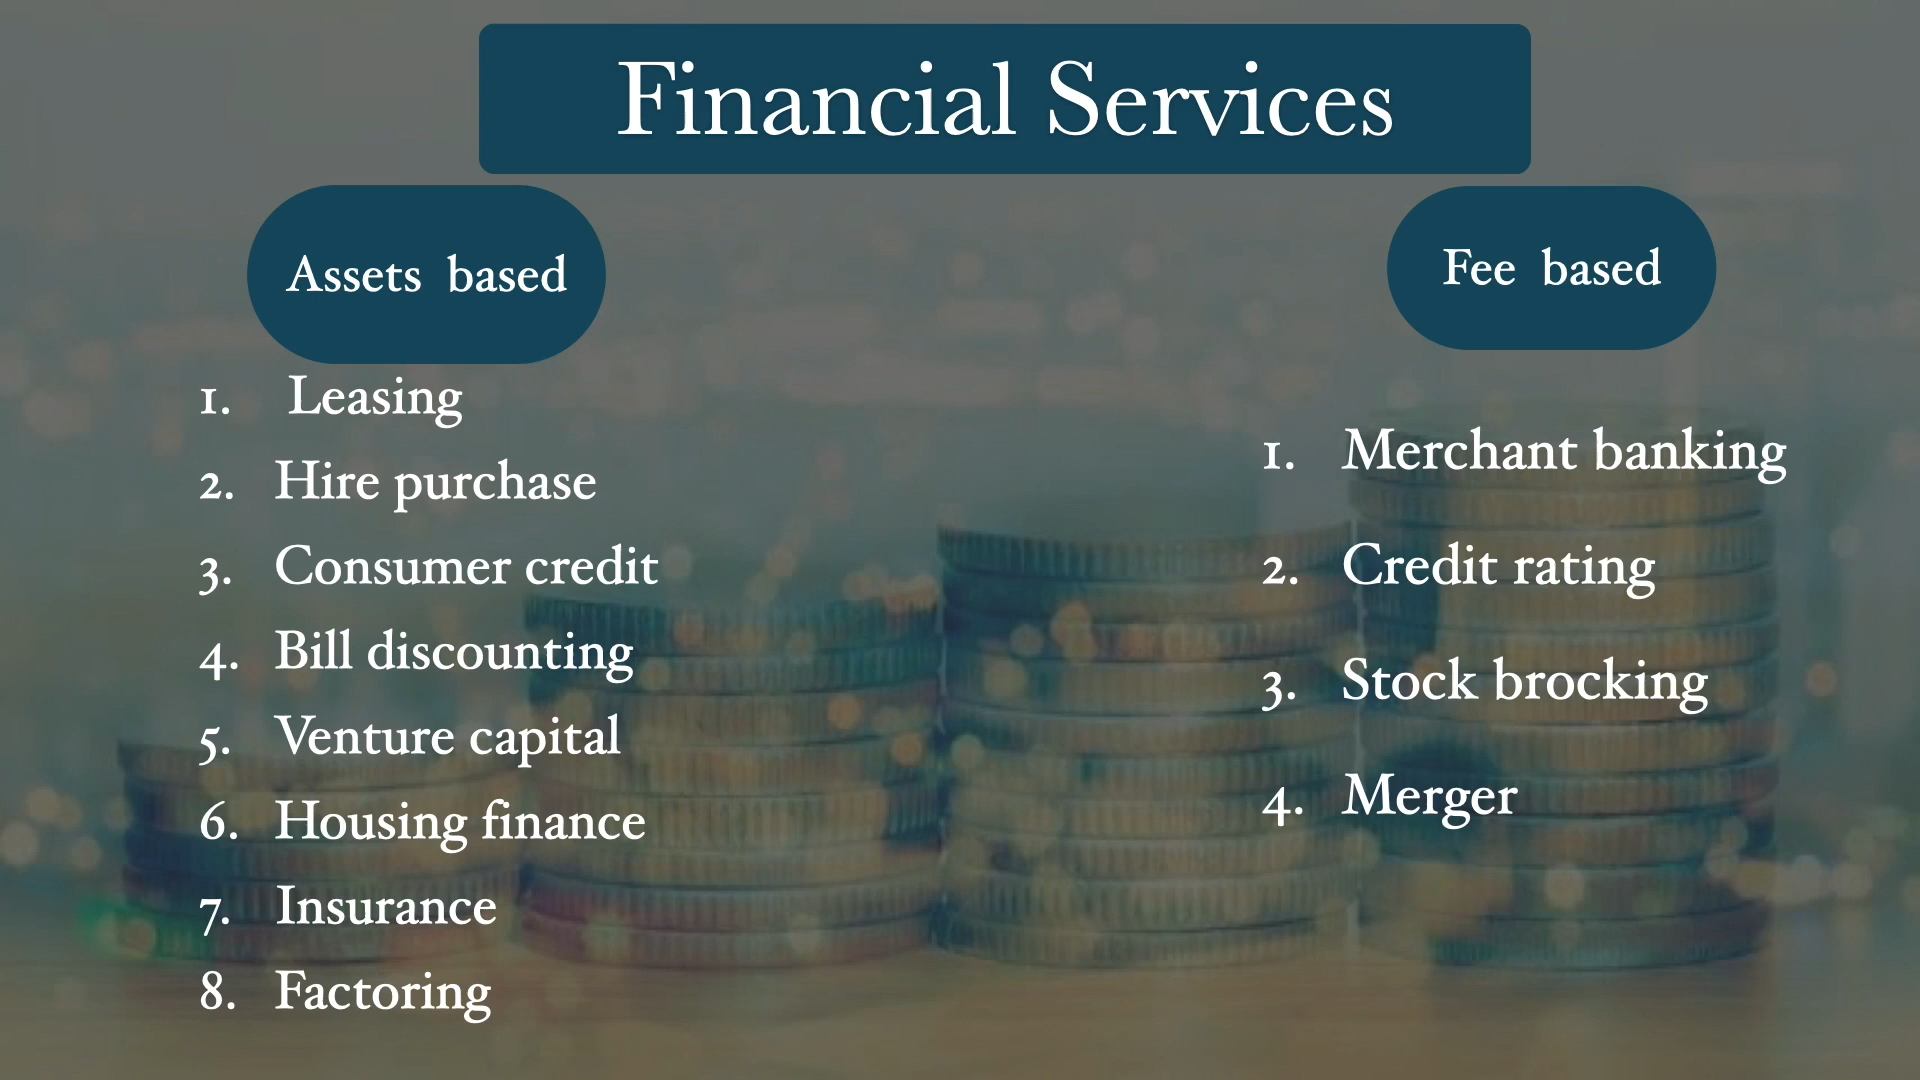 Financial Services
Assets based
1. Leasing
2. Hire purchase
3. Consumer credit
4. Bill discounting
5. Venture capital
6. Housing finance
7. Insurance
8. Factoring
Fee based
1. Merchant banking
2. Credit rating
3. Stock brocking
4. Merger